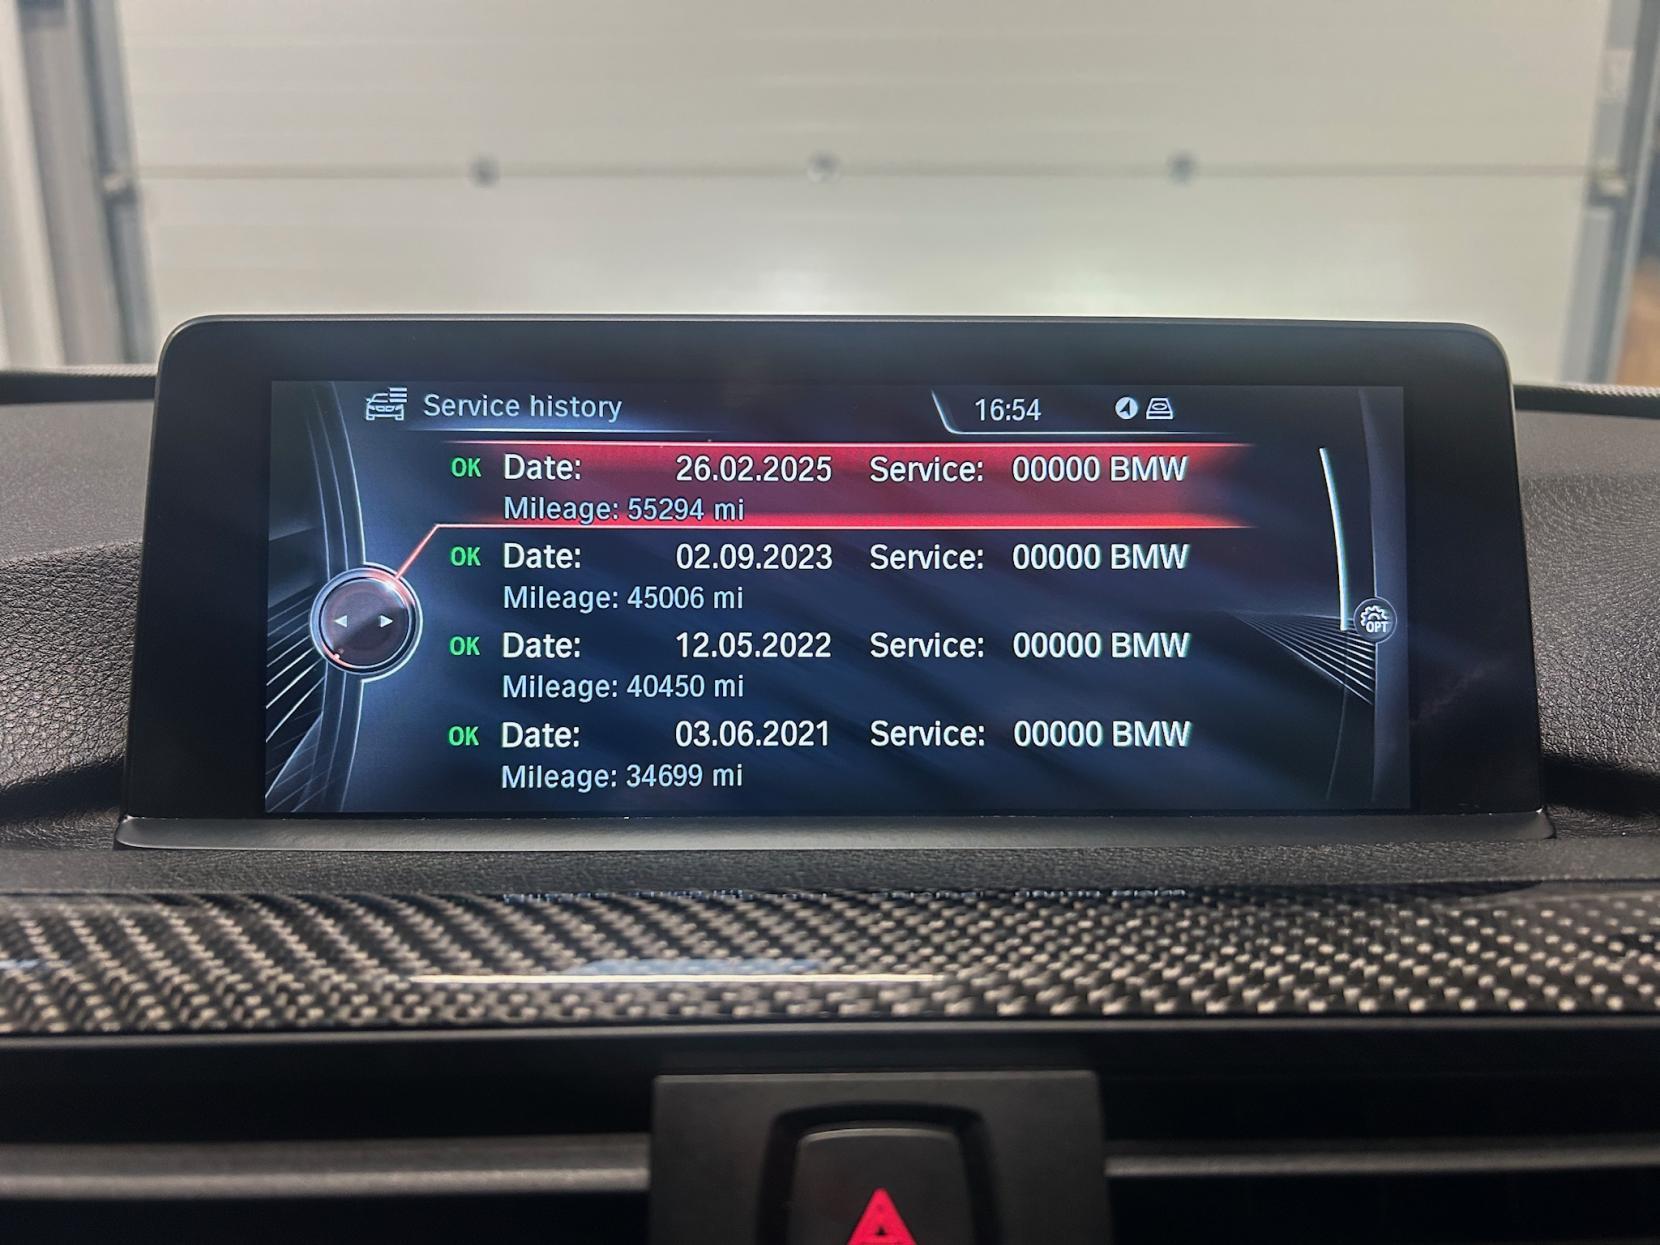 Service history
16:54
OK Date: 26.02.2025 Service: 00000 BMW
Mileage: 55294 mi
OK Date: 02.09.2023 Service: 00000 BMW
Mileage: 45006 mi
OK Date: 12.05.2022 Service: 00000 BMW
Mileage: 40450 mi
OK Date: 03.06.2021 Service: 00000 BMW
Mileage: 34699 mi
OPT